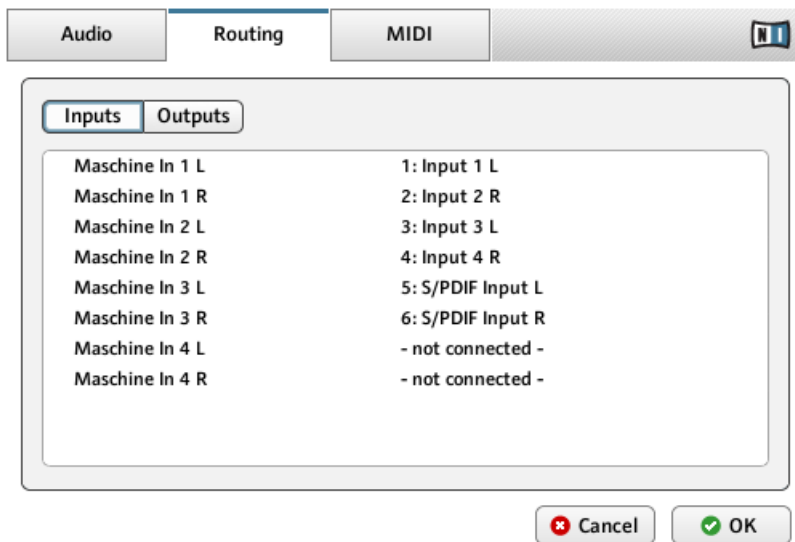 Audio Routing MIDI NI
Inputs Outputs
Maschine In 1 L 1: Input 1 L
Maschine In 1 R 2: Input 2 R
Maschine In 2 L 3: Input 3 L
Maschine In 2 R 4: Input 4 R
Maschine In 3 L 5: S/PDIF Input L
Maschine In 3 R 6: S/PDIF Input R
Maschine In 4 L - not connected -
Maschine In 4 R - not connected -
Cancel OK